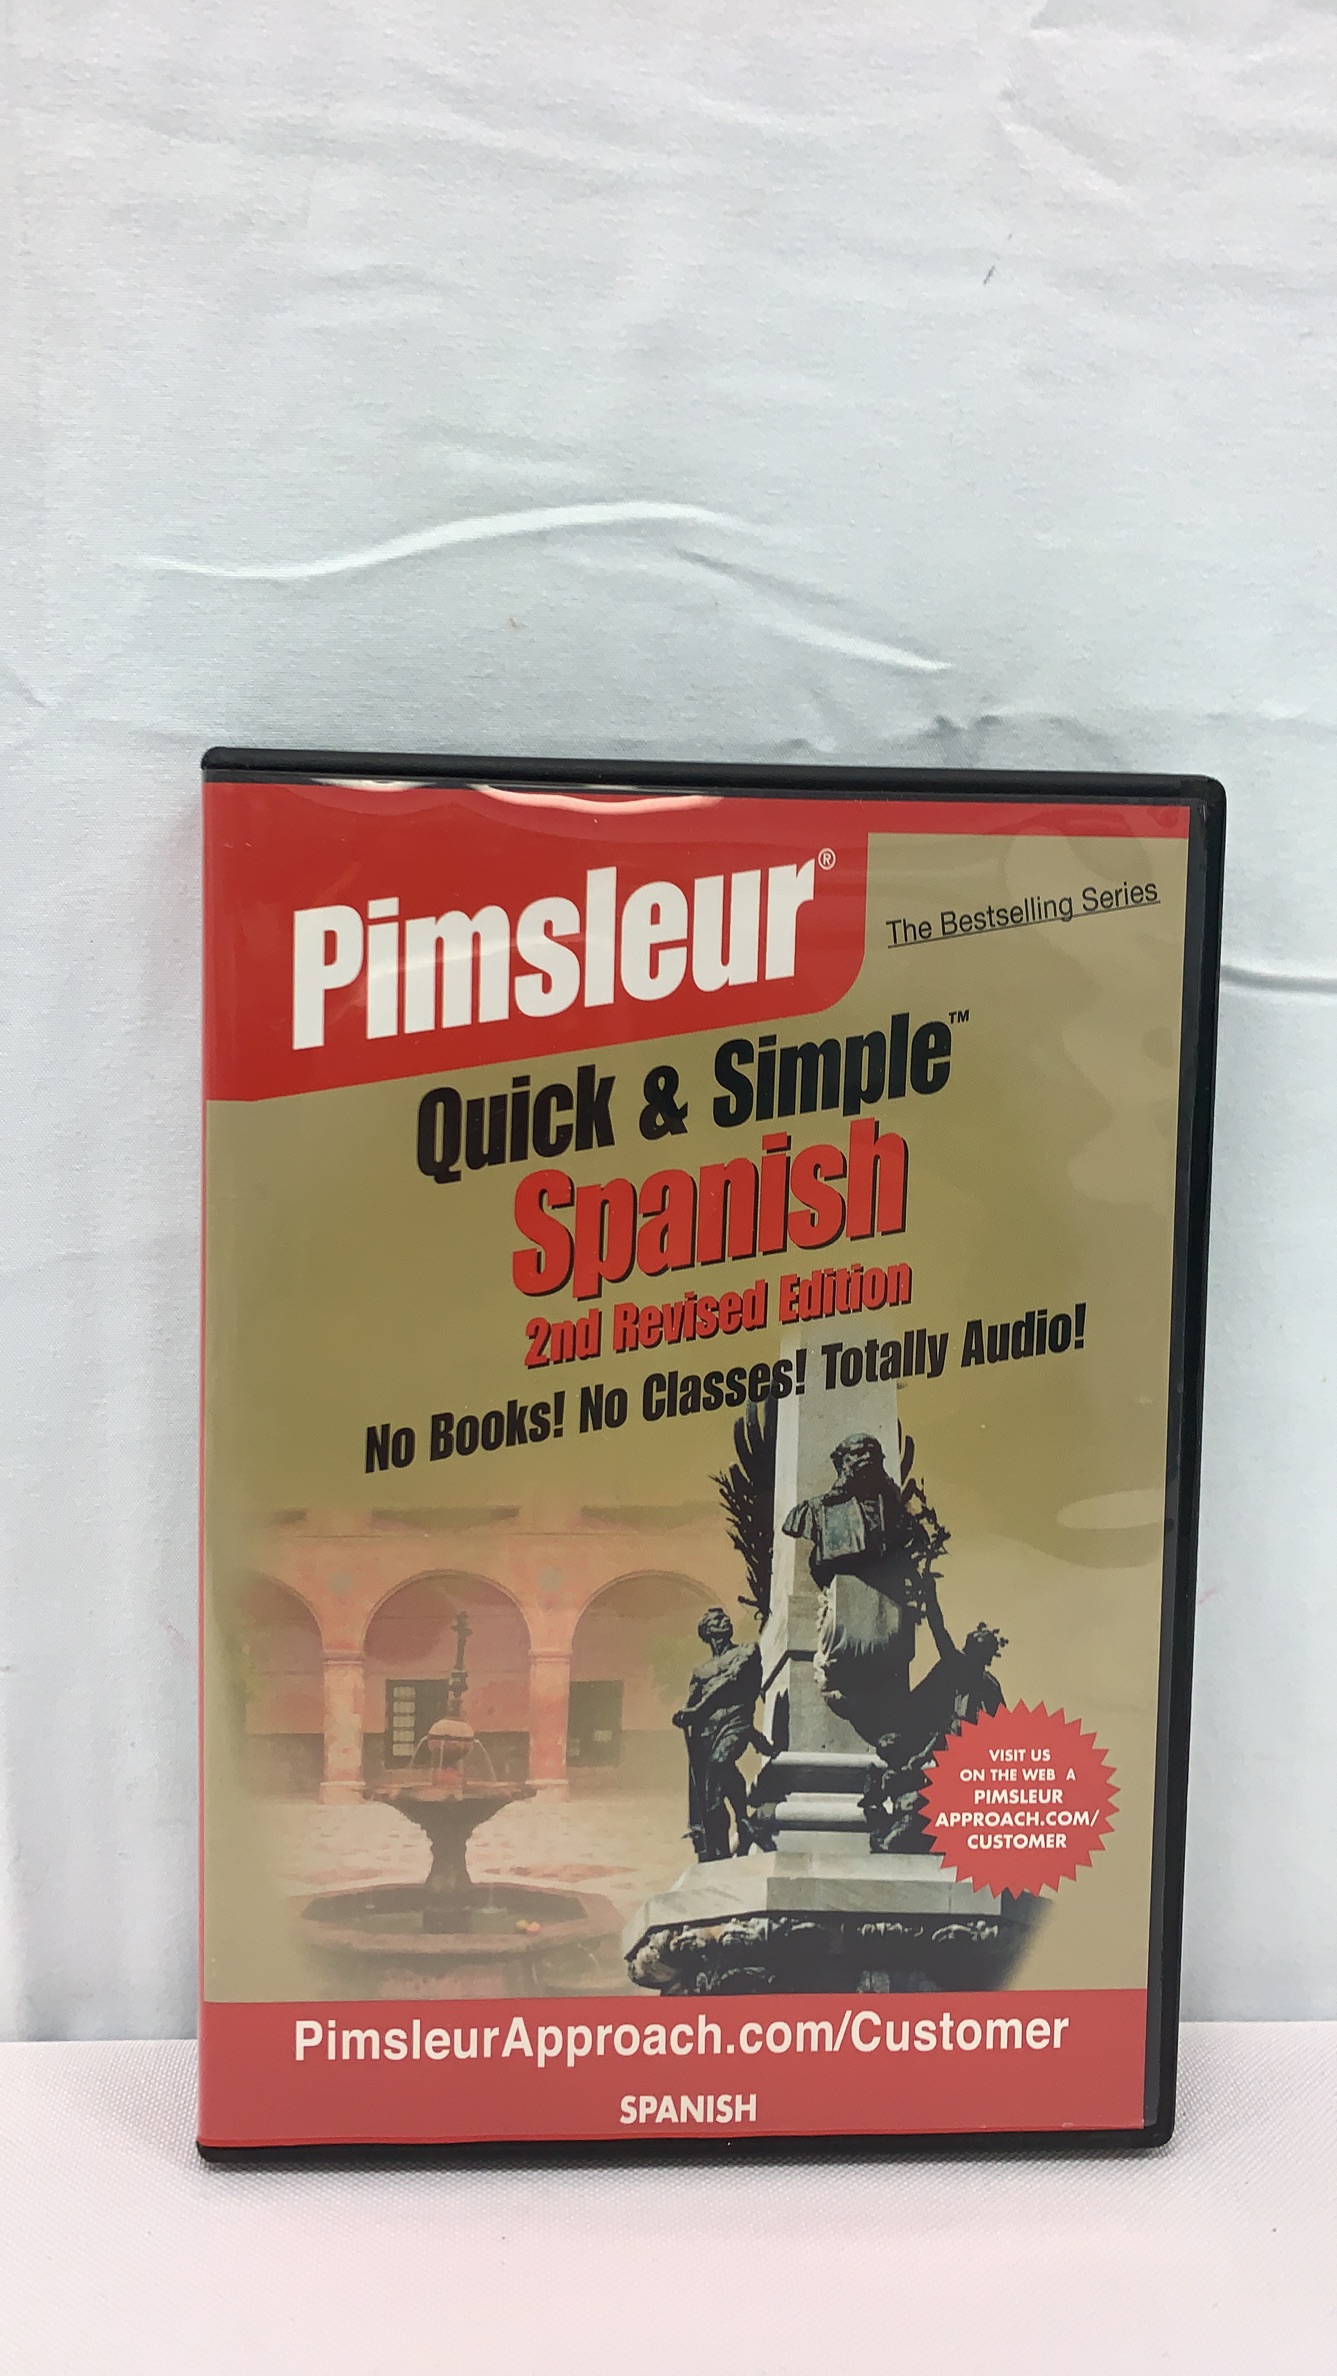 Pimsleur®
The Bestselling Series
Quick & Simple™
Spanish
2nd Revised Edition
No Books! No Classes! Totally Audio!
VISIT US
ON THE WEB A
PIMSLEUR
APPROACH.COM/
CUSTOMER
PimsleurApproach.com/Customer
SPANISH